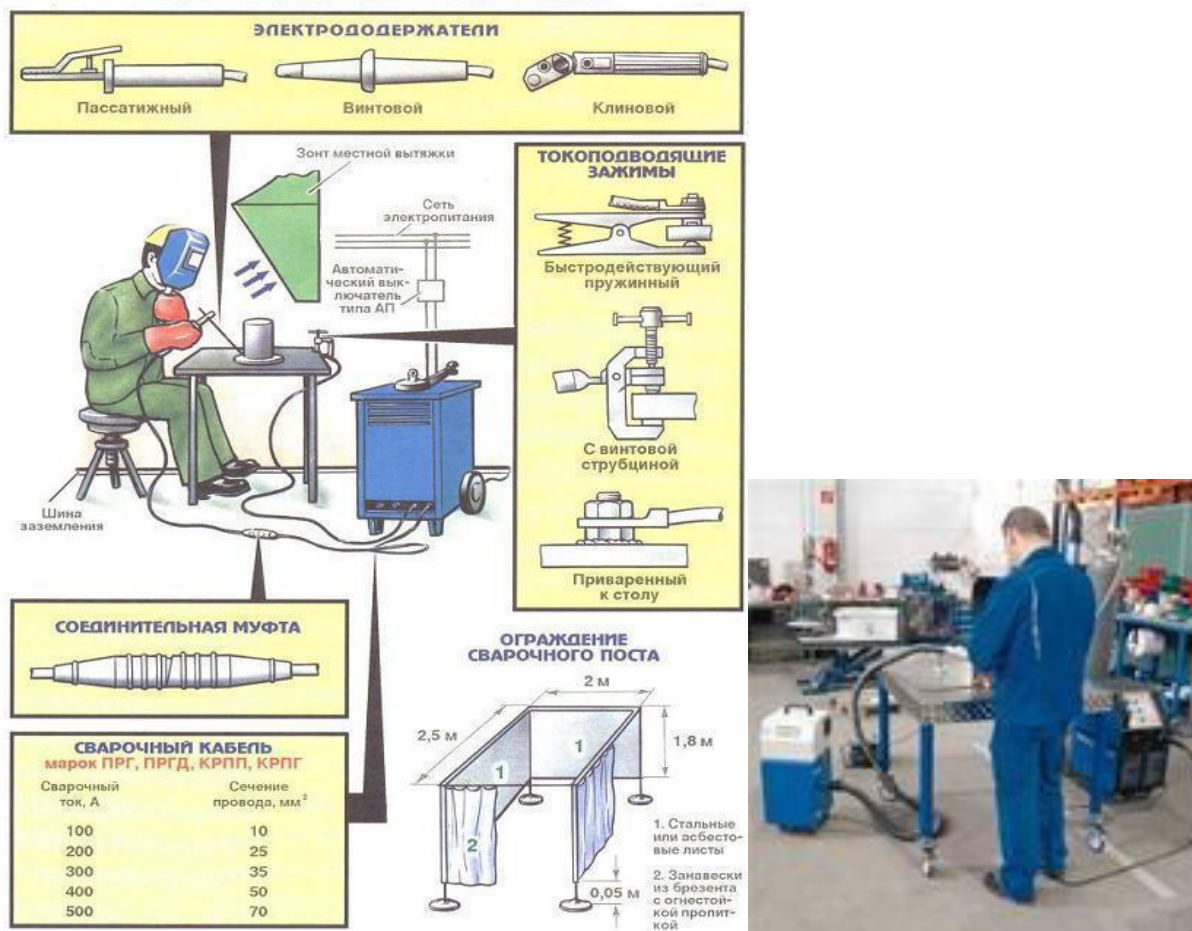 ЭЛЕКТРОДОДЕРЖАТЕЛИ
Пассатижный
Винтовой
Клиновой
Зонт местной вытяжки
Сеть
электропитания
Автомати-
ческий вык-
лючатель
типа АП
ТОКОПОДВОДЯЩИЕ
ЗАЖИМЫ
Быстродействующий
пружинный
С винтовой
струбциной
Приваренный
к столу
Шина
заземления
СОЕДИНИТЕЛЬНАЯ МУФТА
СВАРОЧНЫЙ КАБЕЛЬ
марок ПРГ, ПРГД, КРПП, КРПГ
Сварочный ток, А Сечение провода, мм²
100 10
200 25
300 35
400 50
500 70
ОГРАЖДЕНИЕ
СВАРОЧНОГО ПОСТА
2 м
2,5 м
1,8 м
1
1
2
0,05 м
1. Стальные
или асбесто-
вые листы
2. Занавески
из брезента
с огнестой-
кой пропит-
кой